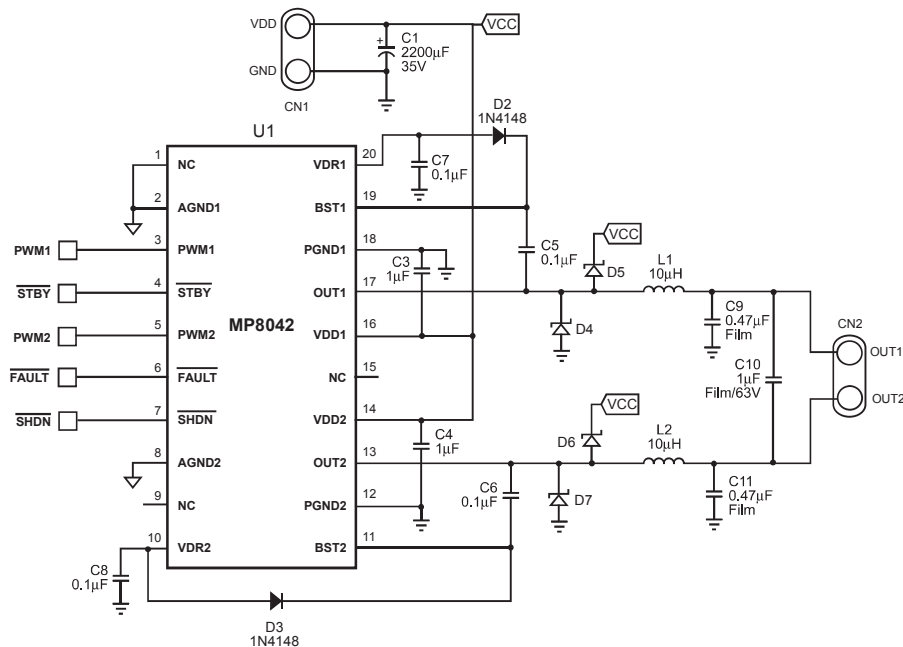 VDD
VCC
C1
2200µF
35V
+
GND
CN1
D2
1N4148
U1
1
NC
VDR1
20
C7
0.1µF
2
AGND1
BST1
19
PWM1
3
PWM1
PGND1
18
C3
1µF
C5
0.1µF
VCC
D5
L1
10µH
STBY
4
STBY
OUT1
17
MP8042
D4
C9
0.47µF
Film
CN2
PWM2
5
PWM2
VDD1
16
OUT1
C10
1µF
Film/63V
FAULT
6
FAULT
NC
15
OUT2
SHDN
7
SHDN
VDD2
14
VCC
C4
1µF
D6
L2
10µH
8
AGND2
OUT2
13
C6
0.1µF
D7
C11
0.47µF
Film
9
NC
PGND2
12
10
VDR2
BST2
11
C8
0.1µF
D3
1N4148